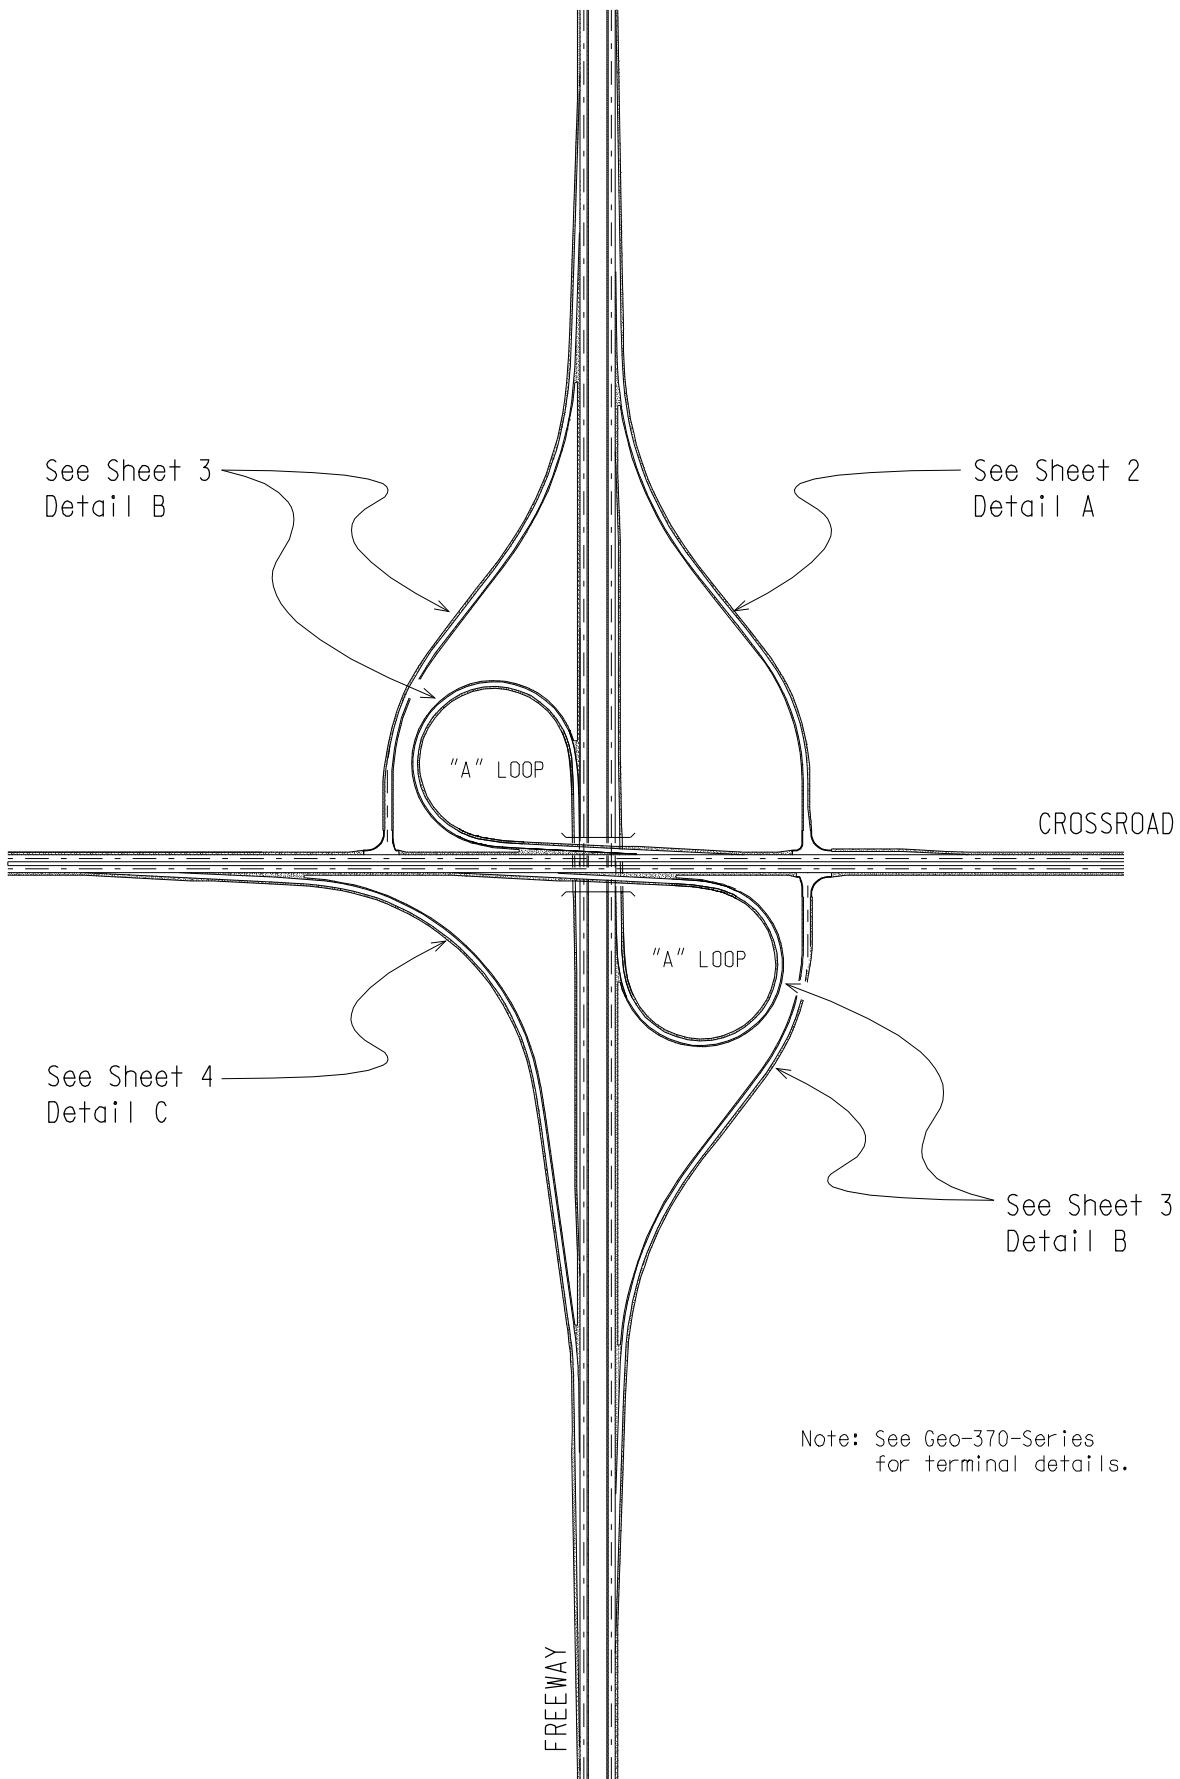 See Sheet 3
Detail B
See Sheet 2
Detail A
"A" LOOP
CROSSROAD
"A" LOOP
See Sheet 4
Detail C
See Sheet 3
Detail B
Note: See Geo-370-Series
for terminal details.
FREEWAY